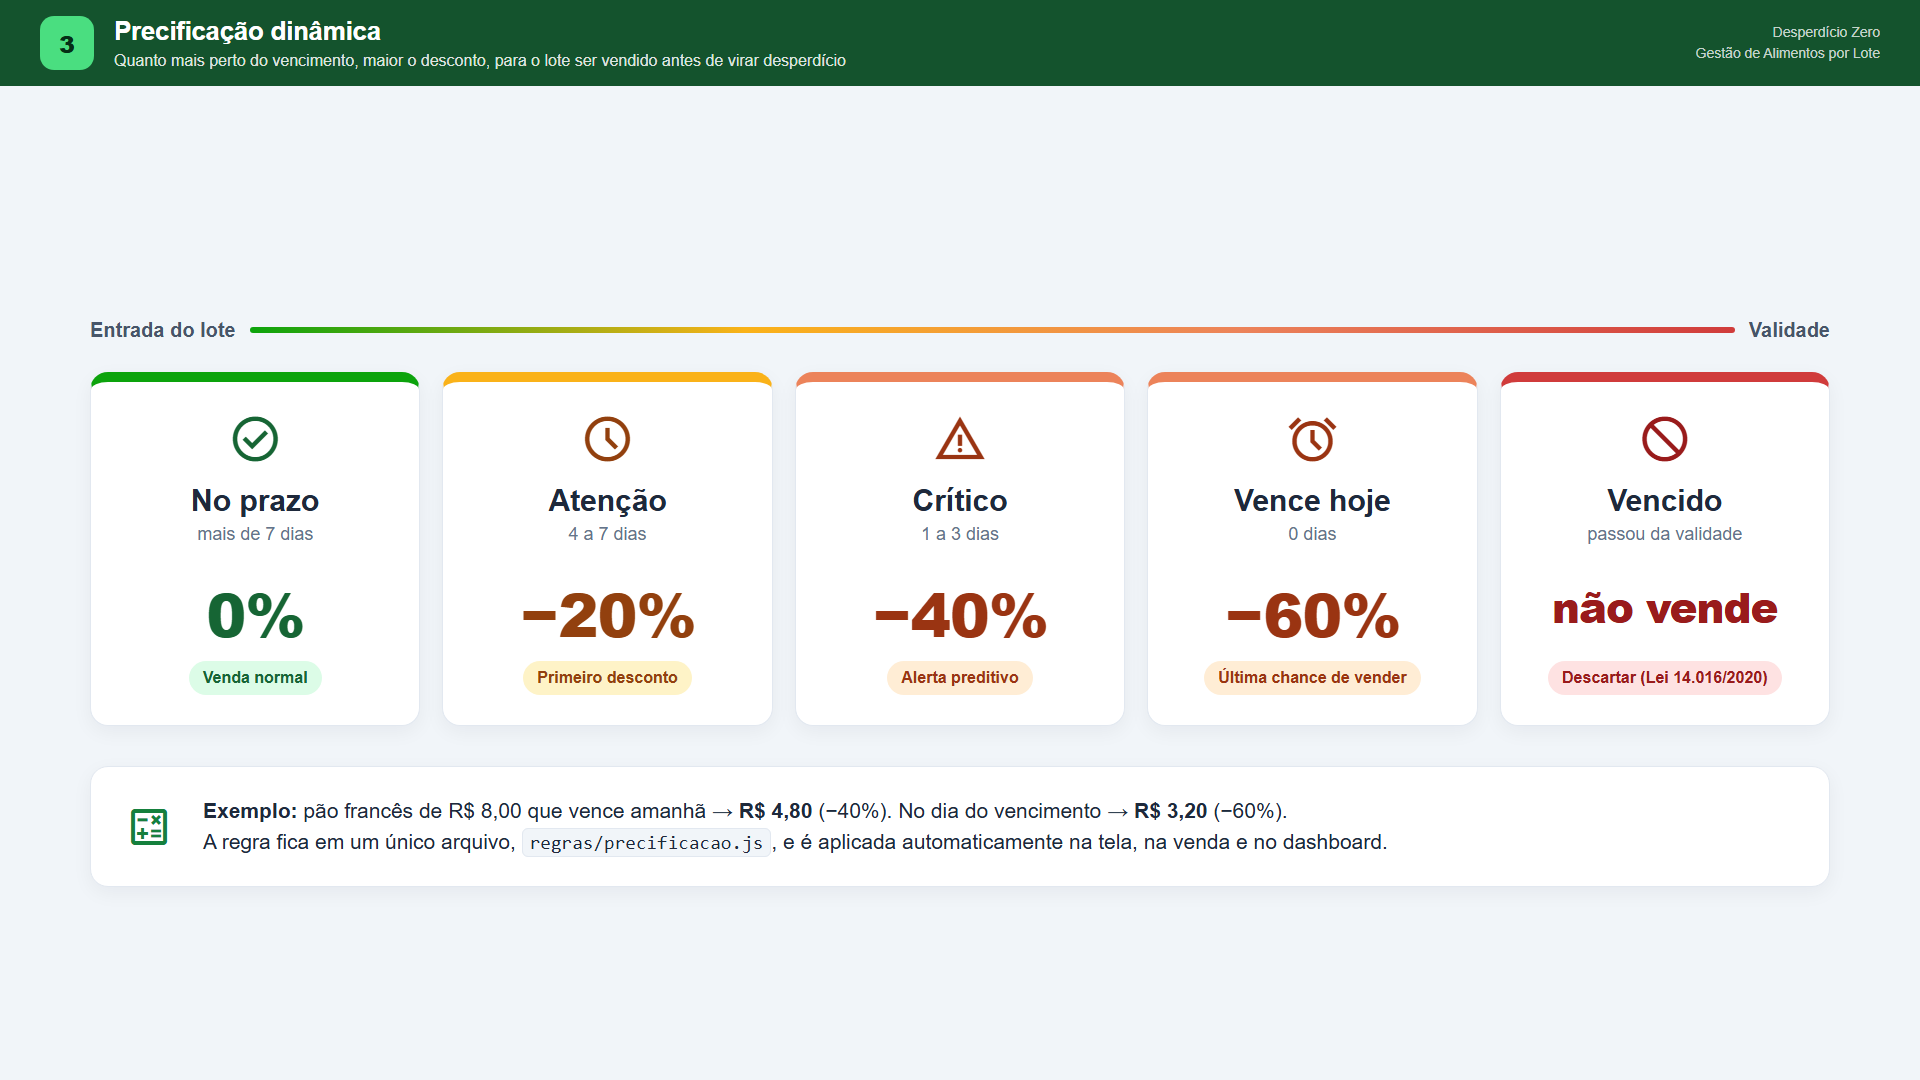 3
Precificação dinâmica
Quanto mais perto do vencimento, maior o desconto, para o lote ser vendido antes de virar desperdício
Desperdício Zero
Gestão de Alimentos por Lote
Entrada do lote
Validade
No prazo
mais de 7 dias
0%
Venda normal
Atenção
4 a 7 dias
−20%
Primeiro desconto
Crítico
1 a 3 dias
−40%
Alerta preditivo
Vence hoje
0 dias
−60%
Última chance de vender
Vencido
passou da validade
não vende
Descartar (Lei 14.016/2020)
Exemplo: pão francês de R$ 8,00 que vence amanhã → R$ 4,80 (−40%). No dia do vencimento → R$ 3,20 (−60%).
A regra fica em um único arquivo, regras/precificacao.js, e é aplicada automaticamente na tela, na venda e no dashboard.